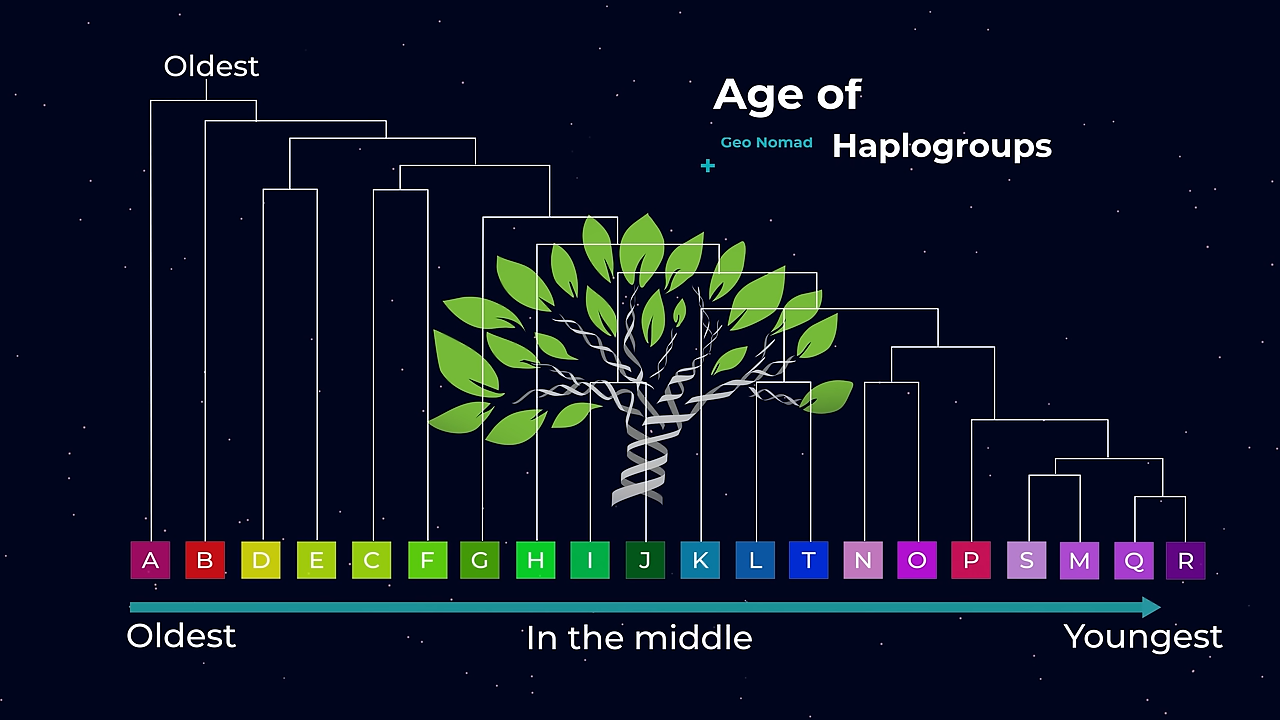 Oldest
Age of
Geo Nomad
Haplogroups
A B D E C F G H I J K L T N O P S M Q R
Oldest In the middle Youngest